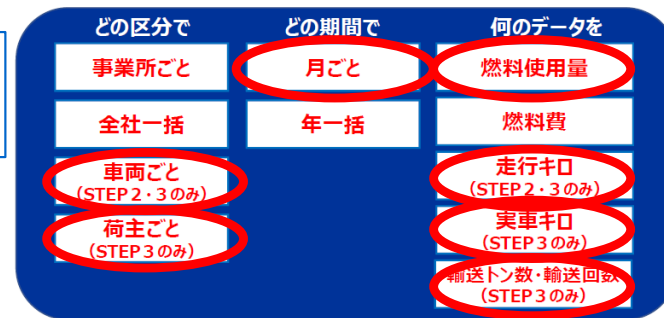 どの区分で
どの期間で
何のデータを
事業所ごと
月ごと
燃料使用量
全社一括
年一括
燃料費
車両ごと
(STEP2・3のみ)
走行キロ
(STEP2・3のみ)
荷主ごと
(STEP3のみ)
実車キロ
(STEP3のみ)
輸送トン数・輸送回数
(STEP3のみ)